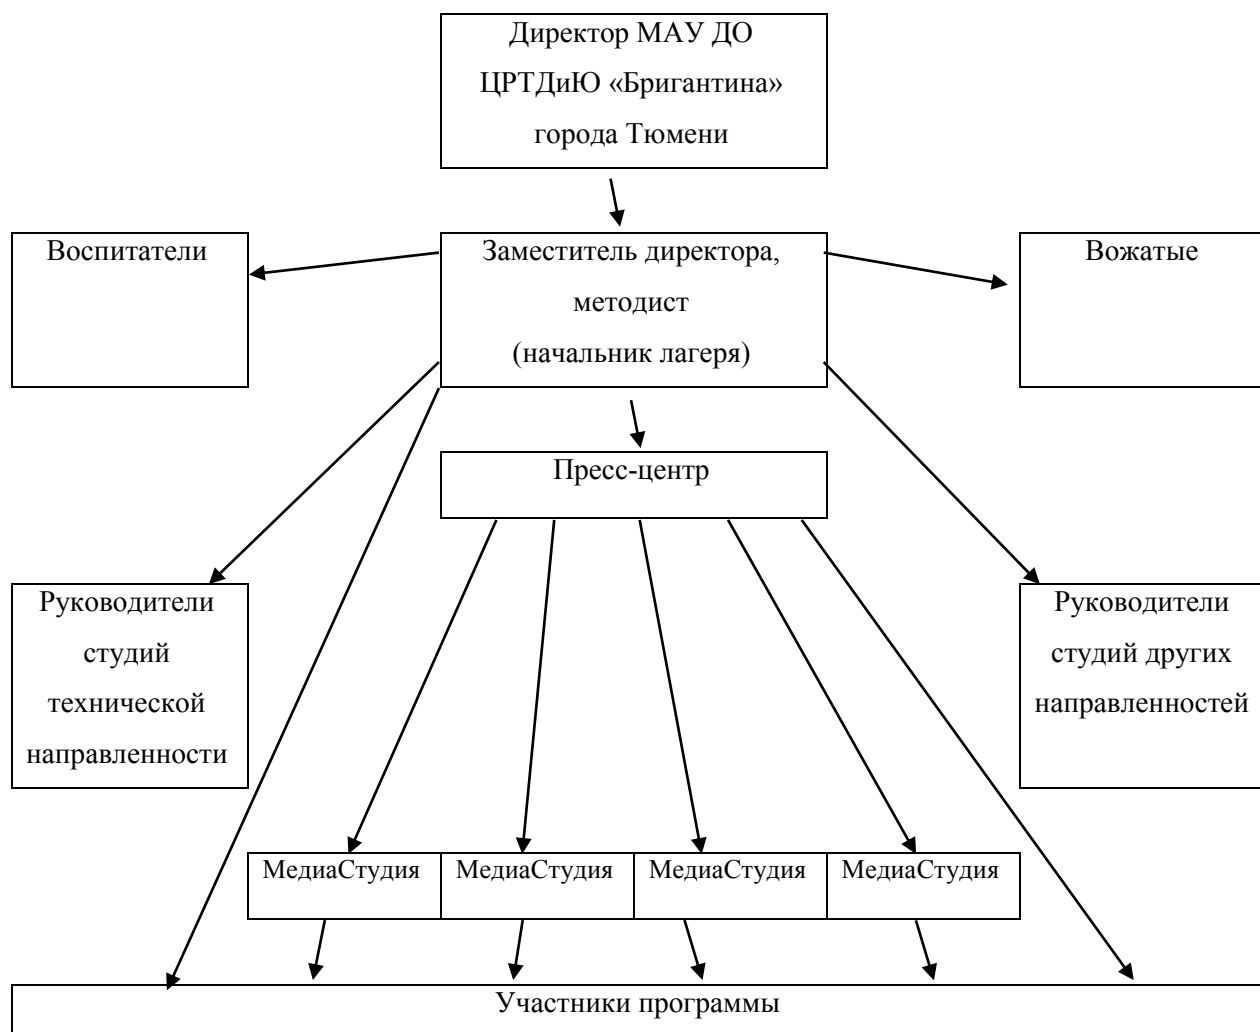 Директор МАУ ДО
ЦРТДиЮ «Бригантина»
города Тюмени
Воспитатели
Заместитель директора,
методист
(начальник лагеря)
Вожатые
Пресс-центр
Руководители
студий
технической
направленности
Руководители
студий других
направленностей
МедиаСтудия
МедиаСтудия
МедиаСтудия
МедиаСтудия
Участники программы